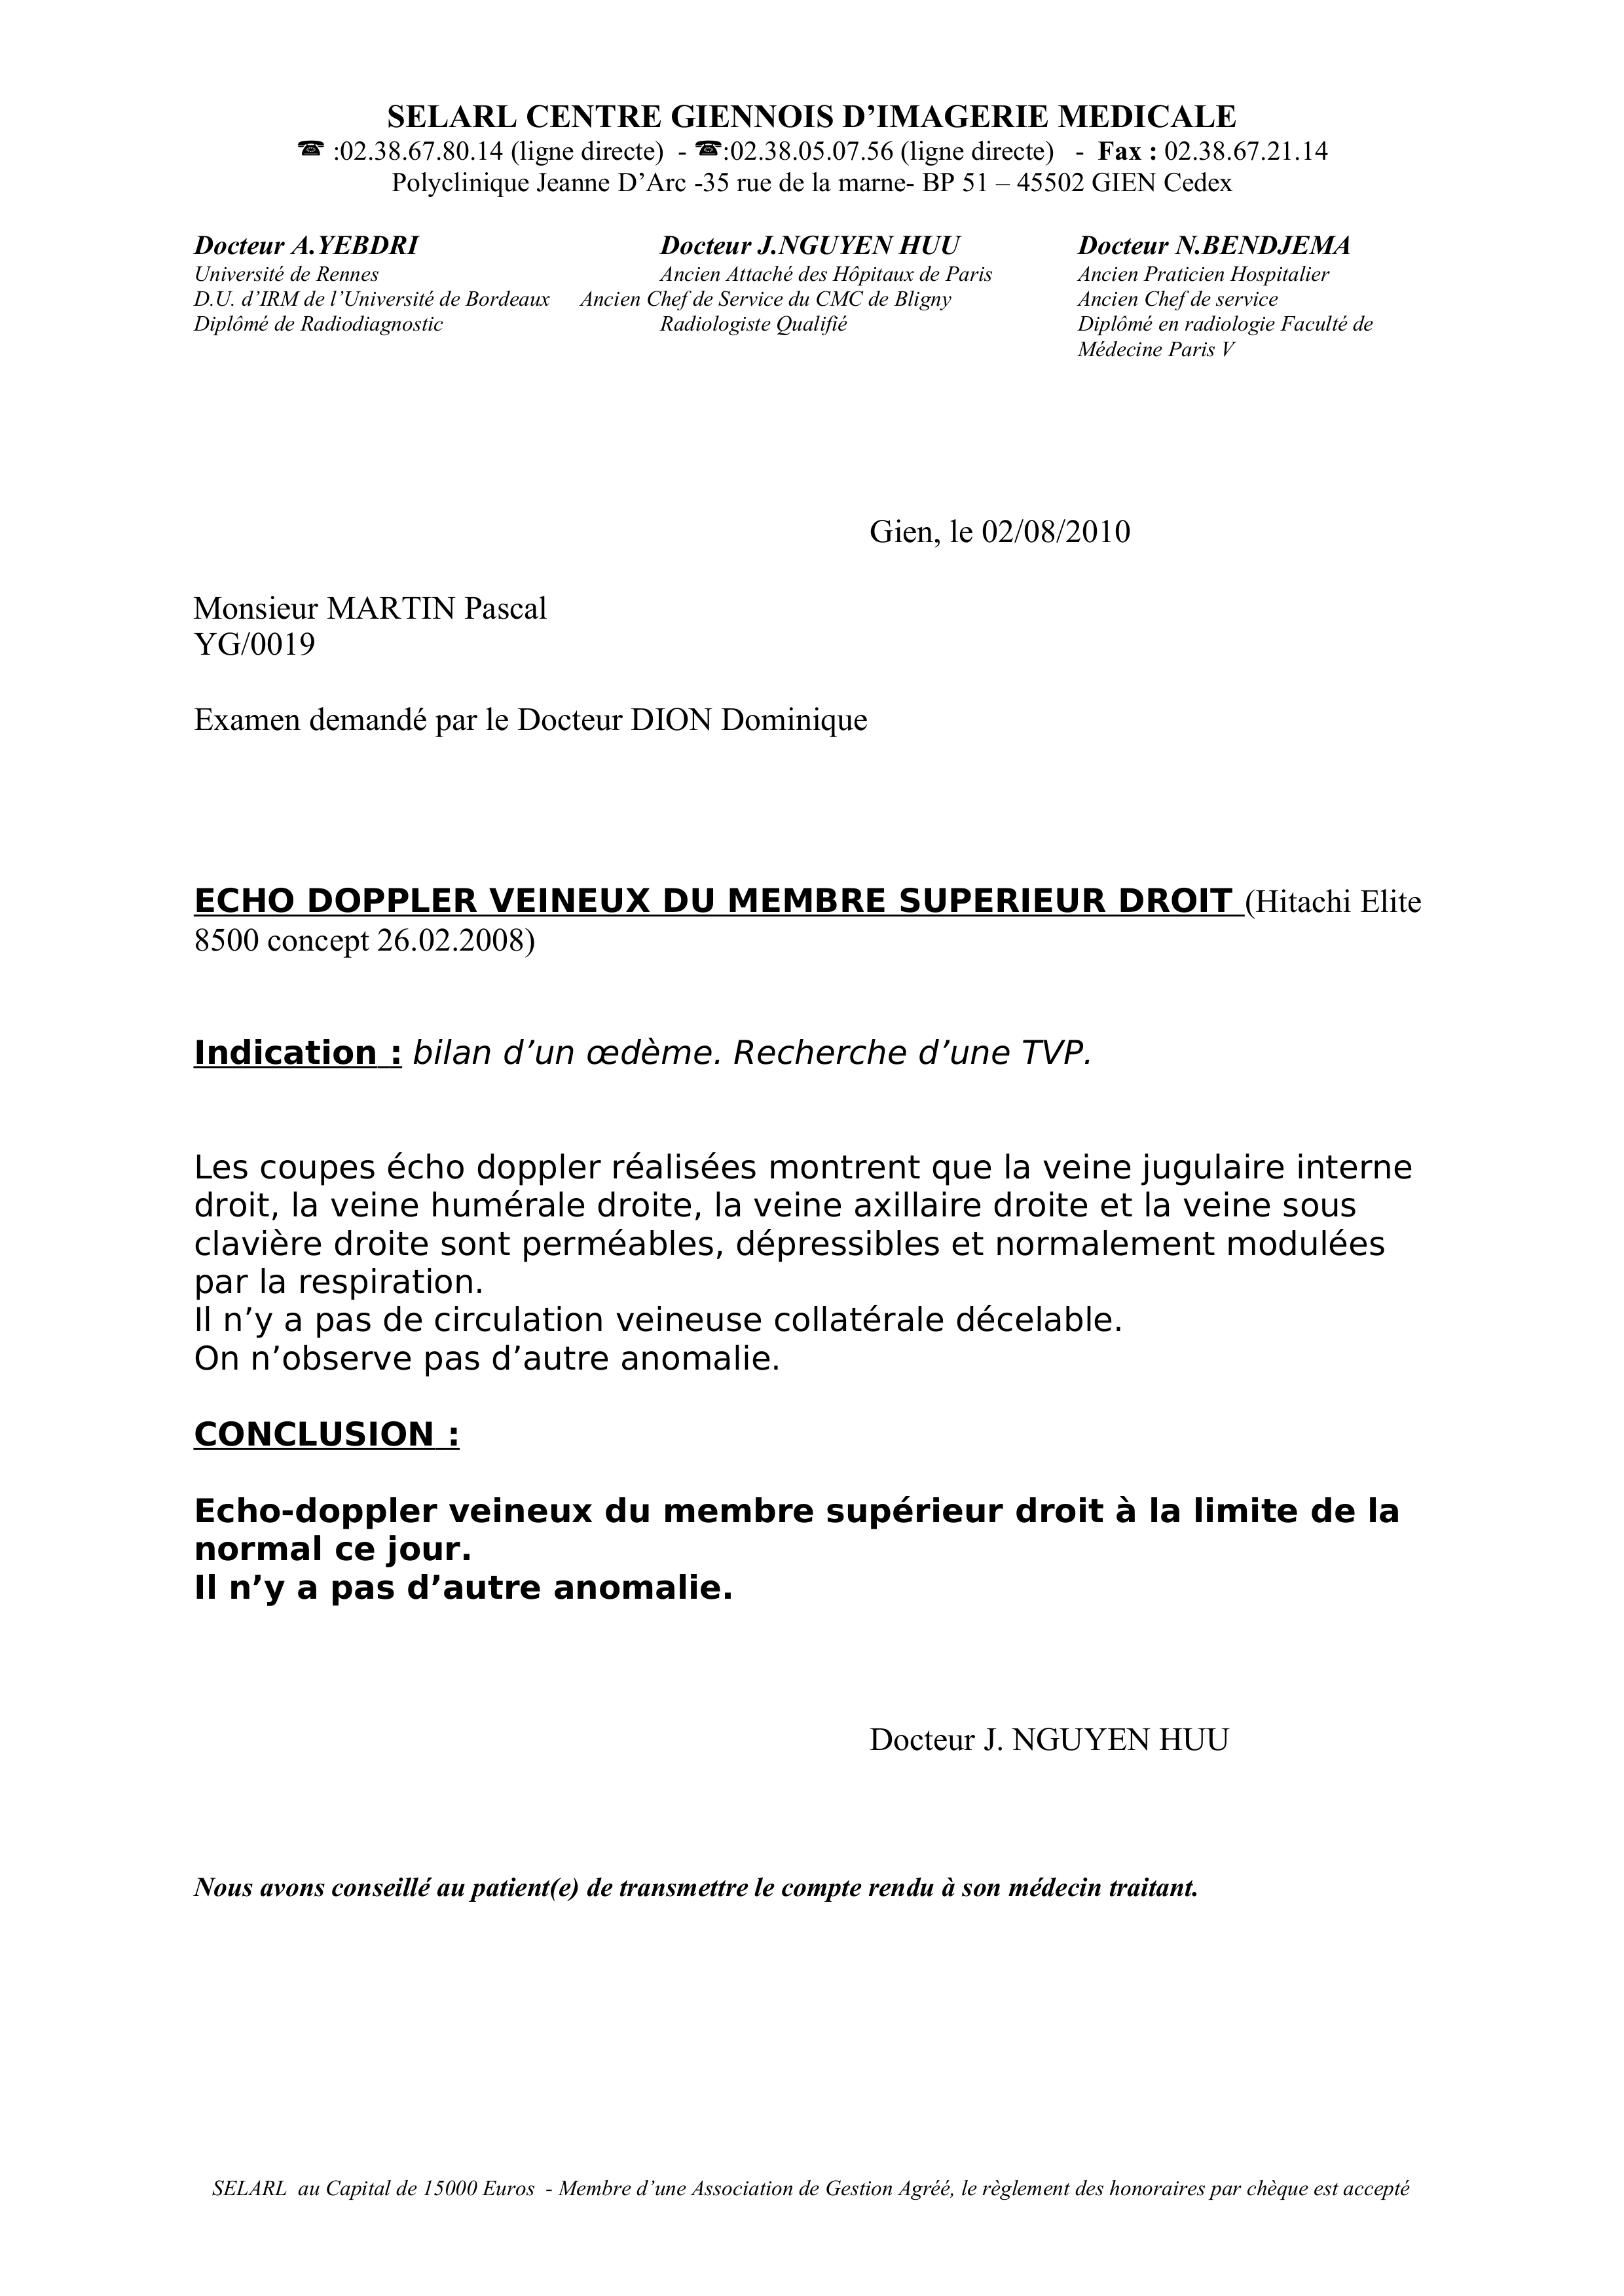 SELARL CENTRE GIENNOIS D’IMAGERIE MEDICALE
☎ :02.38.67.80.14 (ligne directe) - ☎:02.38.05.07.56 (ligne directe) - Fax : 02.38.67.21.14
Polyclinique Jeanne D’Arc -35 rue de la marne- BP 51 – 45502 GIEN Cedex
Docteur A.YEBDRI Docteur J.NGUYEN HUU Docteur N.BENDJEMA
Université de Rennes Ancien Attaché des Hôpitaux de Paris Ancien Praticien Hospitalier
D.U. d’IRM de l’Université de Bordeaux Ancien Chef de Service du CMC de Bligny Ancien Chef de service
Diplômé de Radiodiagnostic Radiologiste Qualifié Diplômé en radiologie Faculté de
Médecine Paris V
Gien, le 02/08/2010
Monsieur MARTIN Pascal
YG/0019
Examen demandé par le Docteur DION Dominique
ECHO DOPPLER VEINEUX DU MEMBRE SUPERIEUR DROIT (Hitachi Elite
8500 concept 26.02.2008)
Indication : bilan d’un œdème. Recherche d’une TVP.
Les coupes écho doppler réalisées montrent que la veine jugulaire interne
droit, la veine humérale droite, la veine axillaire droite et la veine sous
clavière droite sont perméables, dépressibles et normalement modulées
par la respiration.
Il n’y a pas de circulation veineuse collatérale décelable.
On n’observe pas d’autre anomalie.
CONCLUSION :
Echo-doppler veineux du membre supérieur droit à la limite de la
normal ce jour.
Il n’y a pas d’autre anomalie.
Docteur J. NGUYEN HUU
Nous avons conseillé au patient(e) de transmettre le compte rendu à son médecin traitant.
SELARL au Capital de 15000 Euros - Membre d’une Association de Gestion Agréé, le règlement des honoraires par chèque est accepté